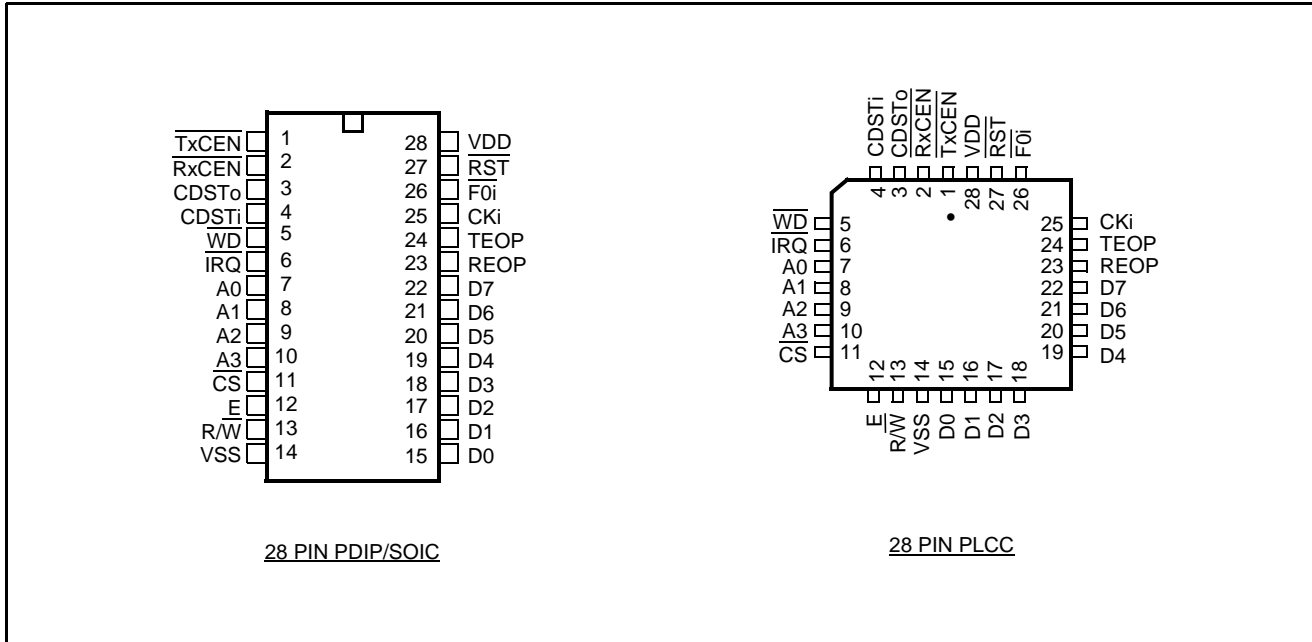 TxCEN 1 28 VDD
RxCEN 2 27 RST
CDSTo 3 26 F0i
CDSTi 4 25 CKi
WD 5 24 TEOP
IRQ 6 23 REOP
A0 7 22 D7
A1 8 21 D6
A2 9 20 D5
A3 10 19 D4
CS 11 18 D3
E 12 17 D2
R/W 13 16 D1
VSS 14 15 D0
28 PIN PDIP/SOIC
CDSTi CDSTo RxCEN TxCEN VDD RST F0i
4 3 2 1 28 27 26
WD 5 25 CKi
IRQ 6 24 TEOP
A0 7 23 REOP
A1 8 22 D7
A2 9 21 D6
A3 10 20 D5
CS 11 19 D4
12 13 14 15 16 17 18
E R/W VSS D0 D1 D2 D3
28 PIN PLCC